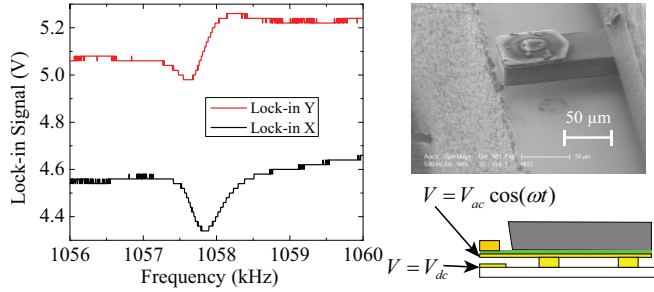 Lock-in Signal (V)
5.2
5.0
4.8
4.6
4.4
Lock-in Y
Lock-in X
1056
1057
1058
1059
1060
Frequency (kHz)
50 µm
V = V_ac cos(ωt)
V = V_dc